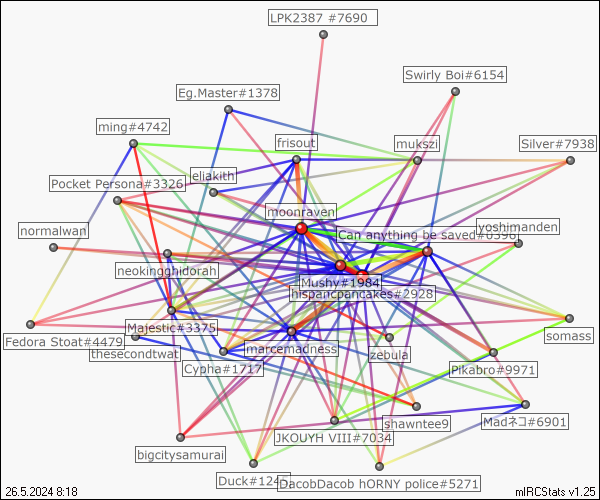 LPK2387 #7690
Swirly Boi#6154
Eg.Master#1378
ming#4742
frisout
mukszi
Silver#7938
eliakith
Pocket Persona#3326
moonraven
yoshimanden
normalwan
Can anything be saved#6398
neokingghidorah
Mushy#1984
hisparcpancakes#2928
Majestic#3375
Fedora Stoat#4479
thesecondtwat
marcemadness
zebula
somass
Cypha#1717
Pikabro#9971
shawntee9
Madネコ#6901
JKOUYH VIII#7034
bigcitysamurai
Duck#124
DacobDacob hORNY police#5271
26.5.2024 8:18
mIRCStats v1.25